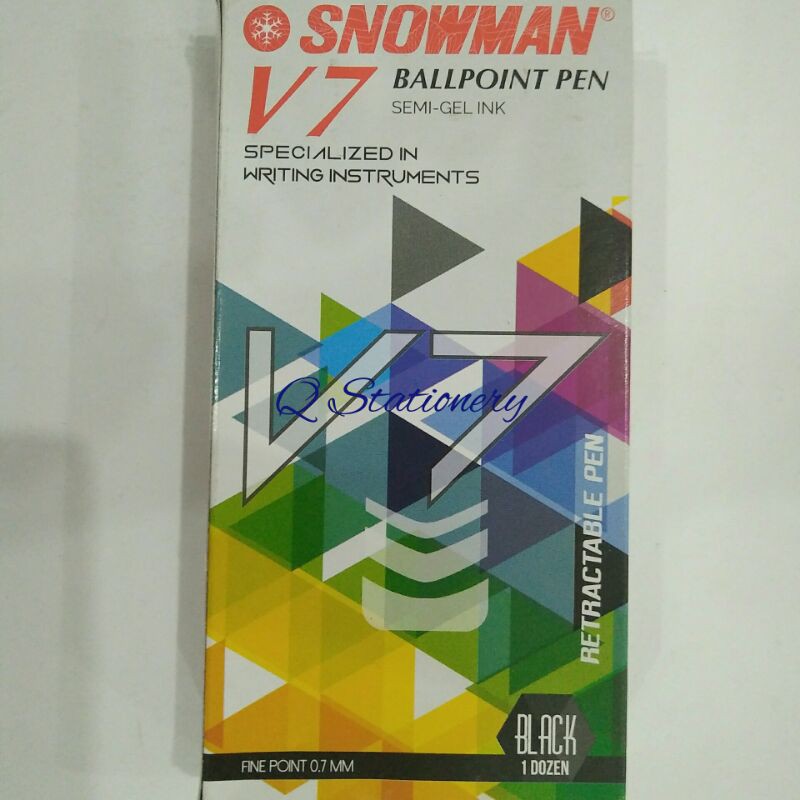 SNOWMAN®
V7 BALLPOINT PEN
SEMI-GEL INK
SPECIALIZED IN
WRITING INSTRUMENTS
V7
Q Stationery
RETRACTABLE PEN
BLACK
1 DOZEN
FINE POINT 0.7 MM